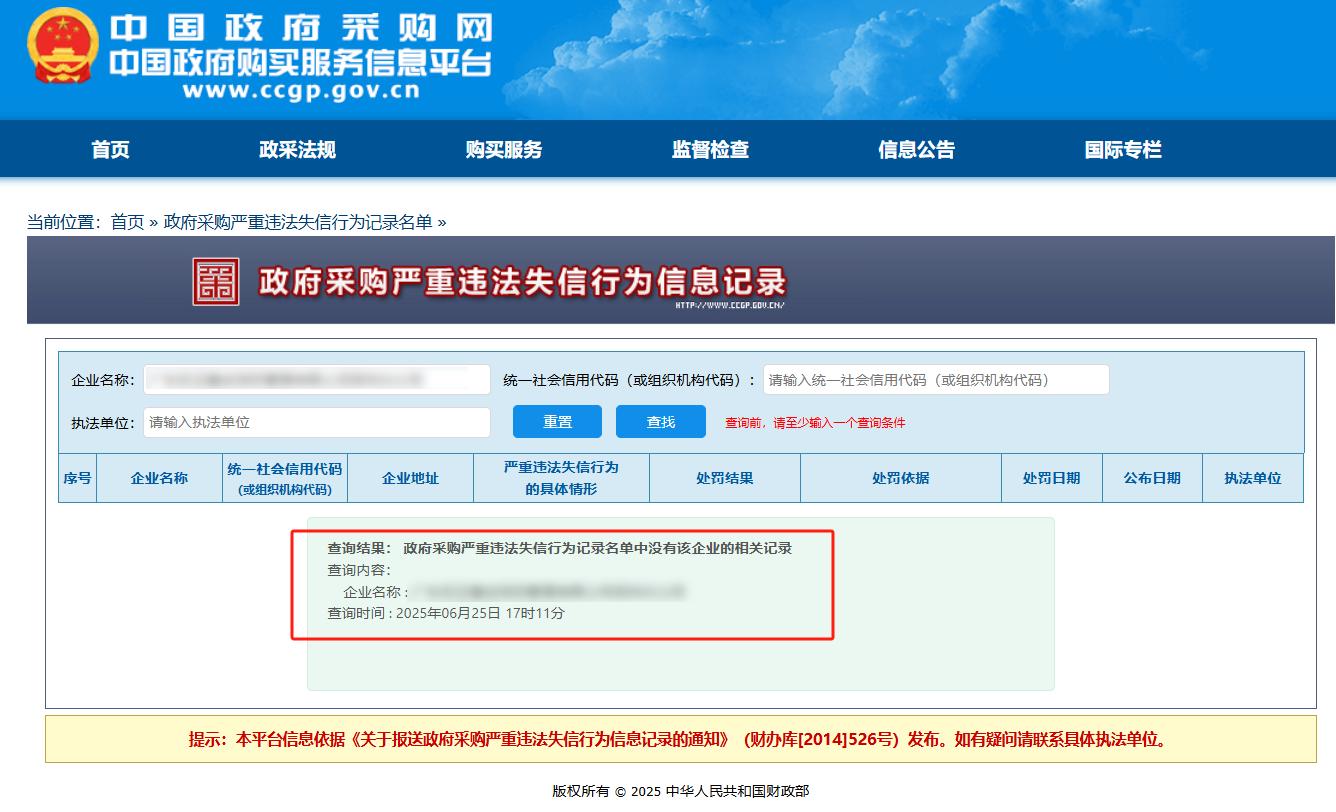 中国政府采购网
中国政府购买服务信息平台
www.ccgp.gov.cn
首页 政采法规 购买服务 监督检查 信息公告 国际专栏
当前位置：首页 » 政府采购严重违法失信行为记录名单 »
政府采购严重违法失信行为信息记录
HTTP://WWW.CCGP.GOV.CN/
企业名称： 统一社会信用代码（或组织机构代码）： 请输入统一社会信用代码（或组织机构代码）
执法单位： 请输入执法单位 重置 查找 查询前，请至少输入一个查询条件
序号 企业名称 统一社会信用代码 (或组织机构代码) 企业地址 严重违法失信行为 的具体情形 处罚结果 处罚依据 处罚日期 公布日期 执法单位
查询结果： 政府采购严重违法失信行为记录名单中没有该企业的相关记录
查询内容：
企业名称 :
查询时间 : 2025年06月25日 17时11分
提示：本平台信息依据《关于报送政府采购严重违法失信行为信息记录的通知》（财办库[2014]526号）发布。如有疑问请联系具体执法单位。
版权所有 © 2025 中华人民共和国财政部